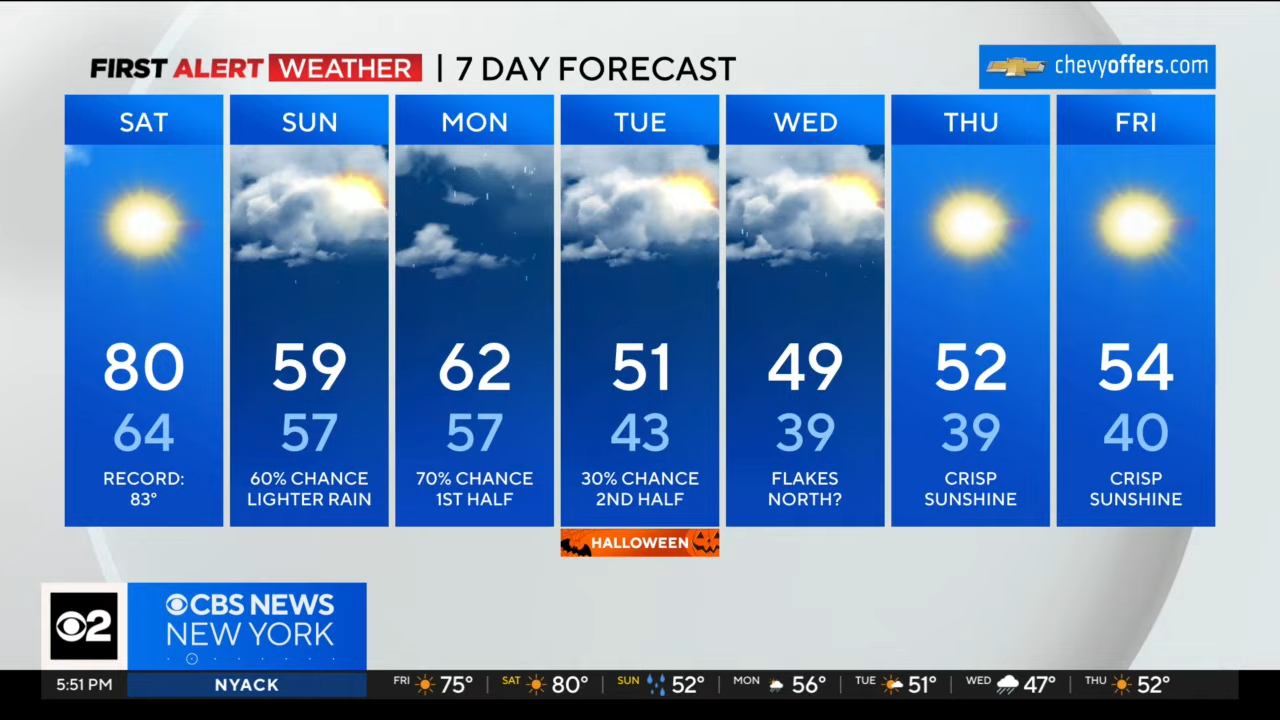 FIRST ALERT WEATHER | 7 DAY FORECAST
chevyoffers.com
SAT
80
64
RECORD:
83°
SUN
59
57
60% CHANCE
LIGHTER RAIN
MON
62
57
70% CHANCE
1ST HALF
TUE
51
43
30% CHANCE
2ND HALF
HALLOWEEN
WED
49
39
FLAKES
NORTH?
THU
52
39
CRISP
SUNSHINE
FRI
54
40
CRISP
SUNSHINE
2
CBS NEWS
NEW YORK
5:51 PM NYACK FRI 75° | SAT 80° | SUN 52° | MON 56° | TUE 51° | WED 47° | THU 52°